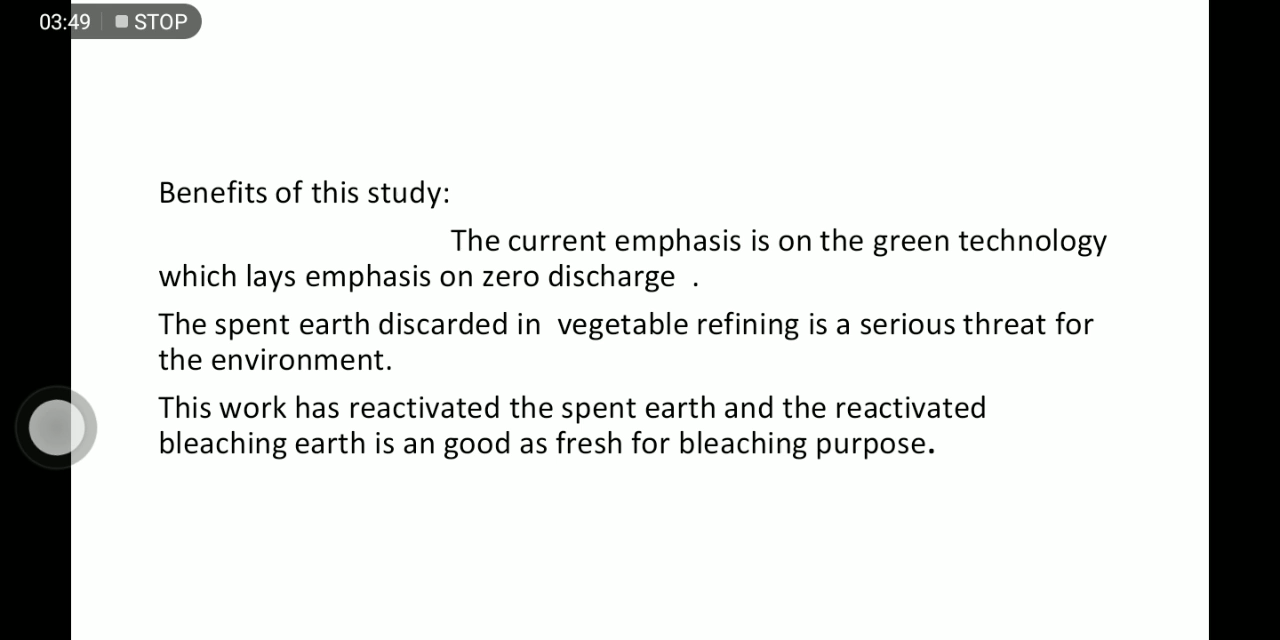 03:49 STOP
Benefits of this study:
The current emphasis is on the green technology
which lays emphasis on zero discharge .
The spent earth discarded in vegetable refining is a serious threat for
the environment.
This work has reactivated the spent earth and the reactivated
bleaching earth is an good as fresh for bleaching purpose.